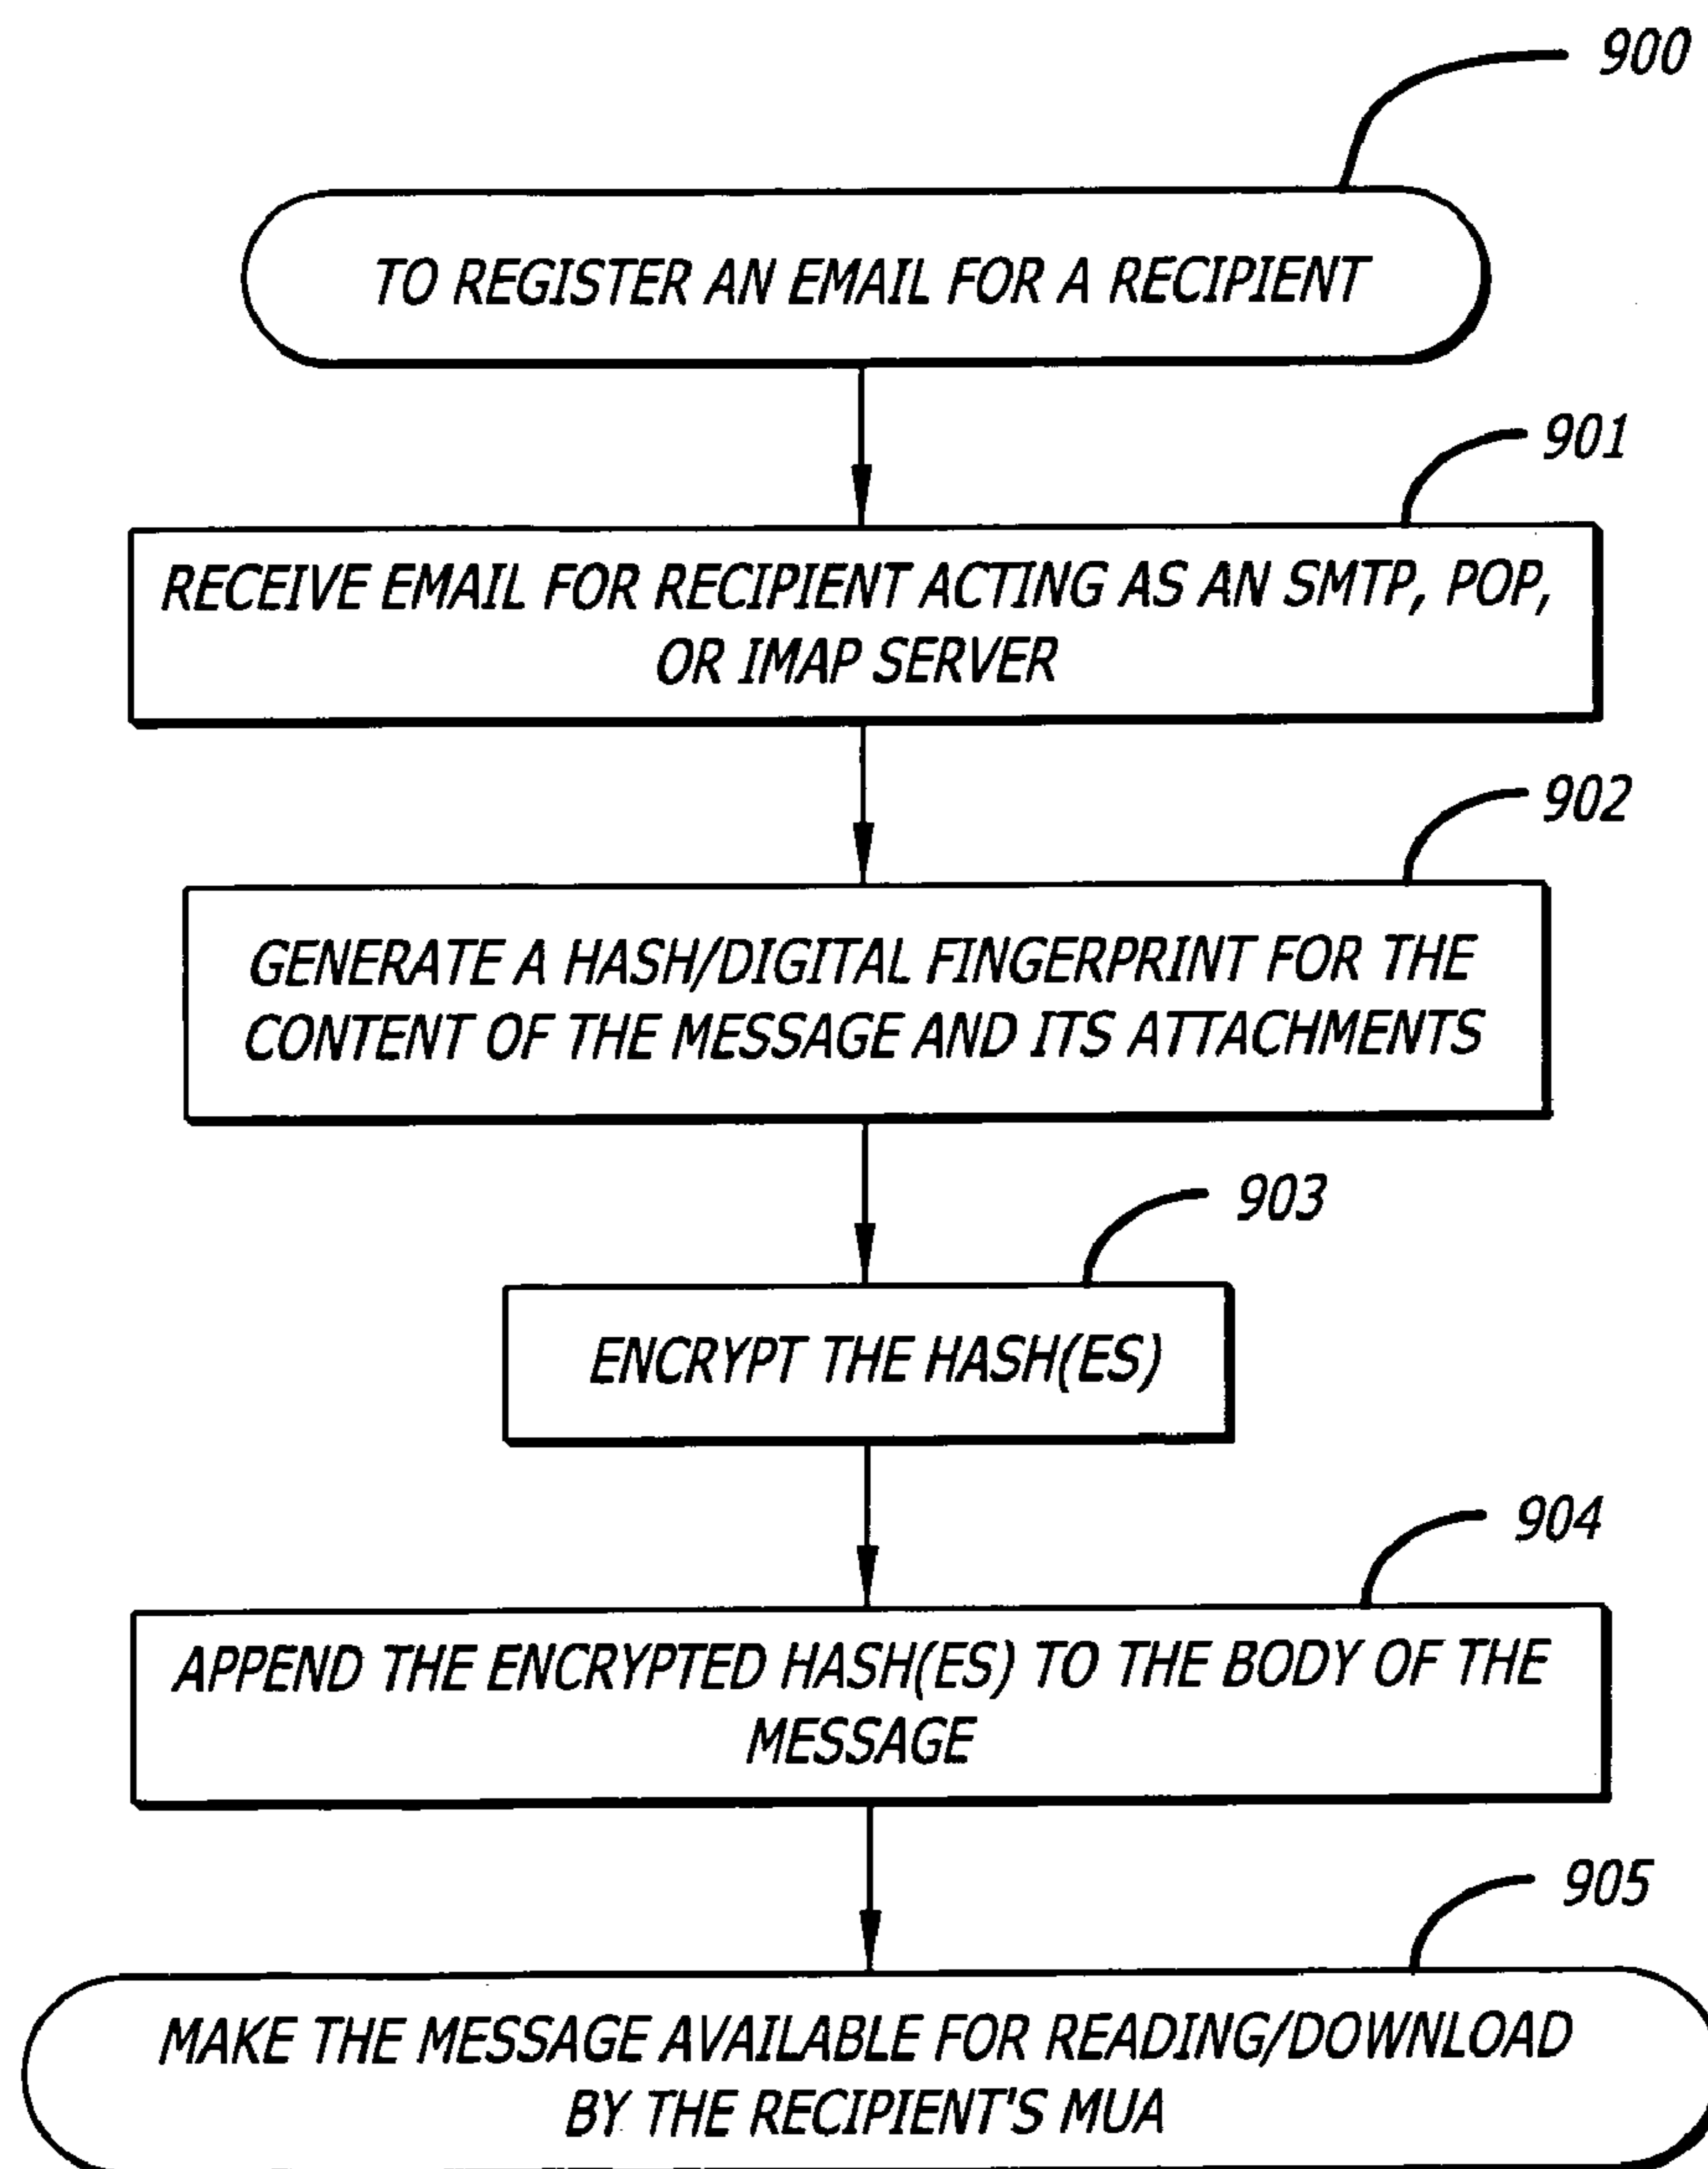 900
TO REGISTER AN EMAIL FOR A RECIPIENT
901
RECEIVE EMAIL FOR RECIPIENT ACTING AS AN SMTP, POP,
OR IMAP SERVER
902
GENERATE A HASH/DIGITAL FINGERPRINT FOR THE
CONTENT OF THE MESSAGE AND ITS ATTACHMENTS
903
ENCRYPT THE HASH(ES)
904
APPEND THE ENCRYPTED HASH(ES) TO THE BODY OF THE
MESSAGE
905
MAKE THE MESSAGE AVAILABLE FOR READING/DOWNLOAD
BY THE RECIPIENT'S MUA